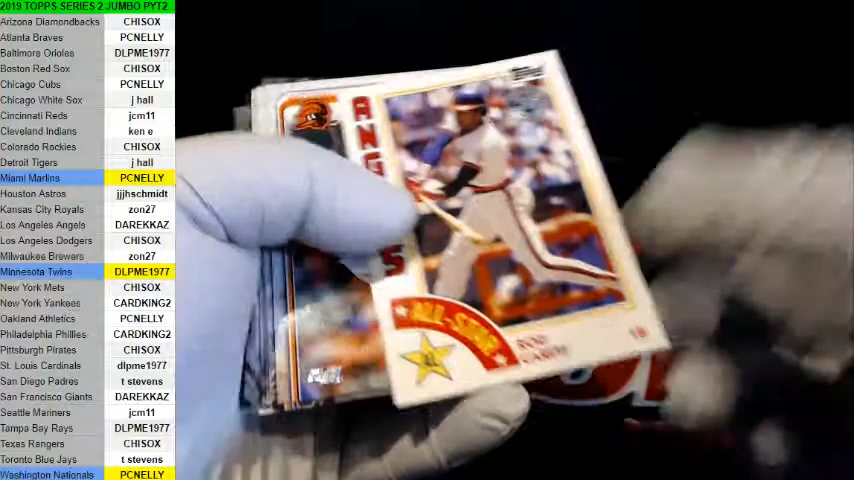 2019 TOPPS SERIES 2 JUMBO PYT2
Arizona Diamondbacks CHISOX
Atlanta Braves PCNELLY
Baltimore Orioles DLPME1977
Boston Red Sox CHISOX
Chicago Cubs PCNELLY
Chicago White Sox j hall
Cincinnati Reds jcm11
Cleveland Indians ken e
Colorado Rockies CHISOX
Detroit Tigers j hall
Miami Marlins PCNELLY
Houston Astros jjjhschmidt
Kansas City Royals zon27
Los Angeles Angels DAREKKAZ
Los Angeles Dodgers CHISOX
Milwaukee Brewers zon27
Minnesota Twins DLPME1977
New York Mets CHISOX
New York Yankees CARDKING2
Oakland Athletics PCNELLY
Philadelphia Phillies CARDKING2
Pittsburgh Pirates CHISOX
St. Louis Cardinals dlpme1977
San Diego Padres t stevens
San Francisco Giants DAREKKAZ
Seattle Mariners jcm11
Tampa Bay Rays DLPME1977
Texas Rangers CHISOX
Toronto Blue Jays t stevens
Washington Nationals PCNELLY
ALL-STAR
ROD
CAREW
1B